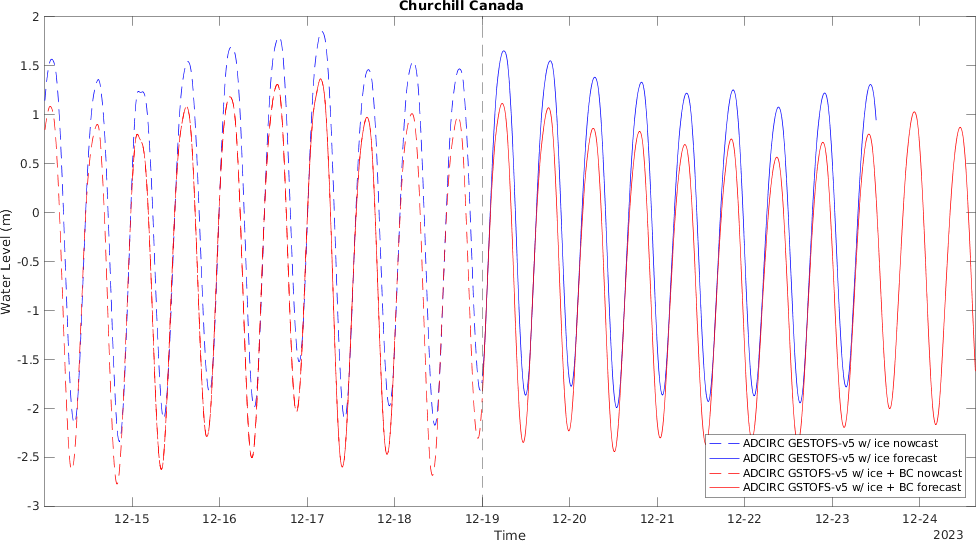 Churchill Canada
2
1.5
1
0.5
0
-0.5
-1
-1.5
-2
-2.5
-3
Water Level (m)
ADCIRC GESTOFS-v5 w/ ice nowcast
ADCIRC GESTOFS-v5 w/ ice forecast
ADCIRC GSTOFS-v5 w/ ice + BC nowcast
ADCIRC GSTOFS-v5 w/ ice + BC forecast
12-15 12-16 12-17 12-18 12-19 12-20 12-21 12-22 12-23 12-24
Time 2023